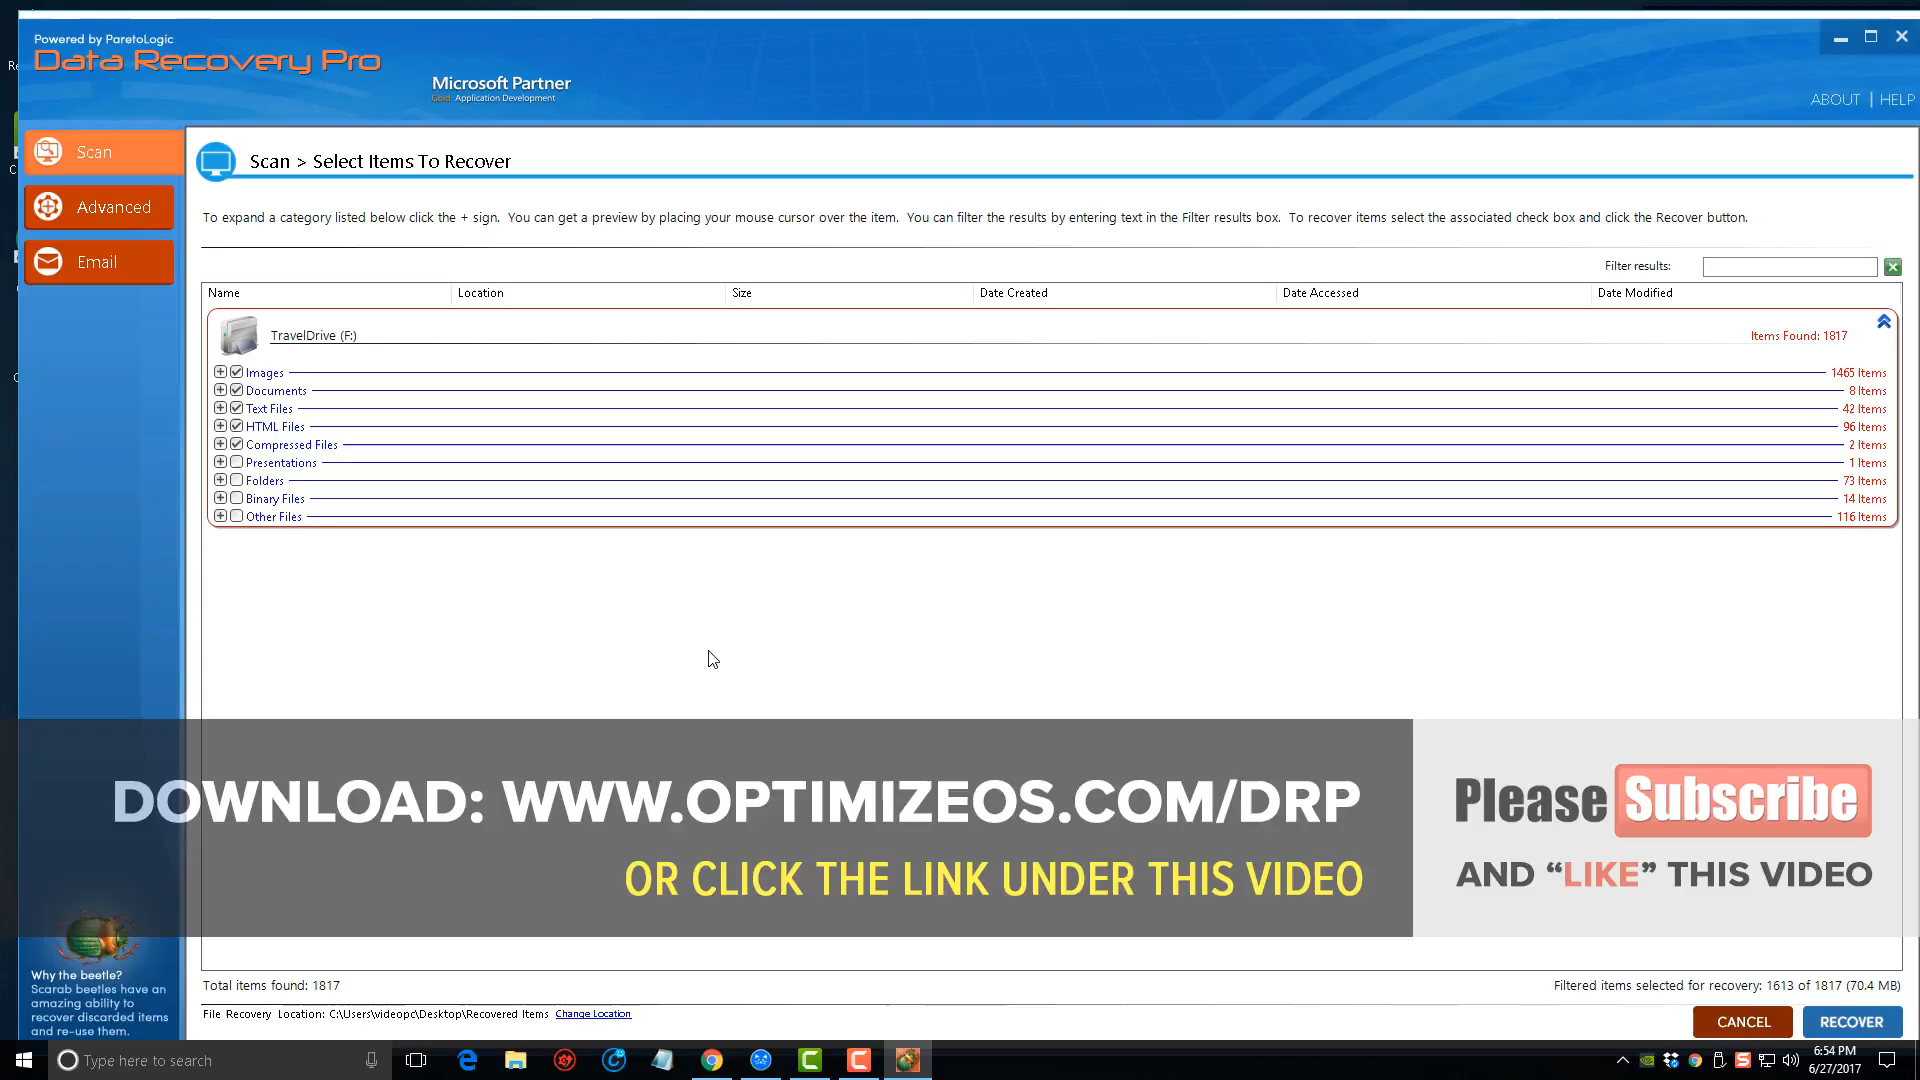 Powered by ParetoLogic
Data Recovery Pro
Microsoft Partner
Gold Application Development
ABOUT | HELP
Scan
Advanced
Email
Scan > Select Items To Recover
To expand a category listed below click the + sign. You can get a preview by placing your mouse cursor over the item. You can filter the results by entering text in the Filter results box. To recover items select the associated check box and click the Recover button.
Filter results:
Name Location Size Date Created Date Accessed Date Modified
TravelDrive (F:) Items Found: 1817
Images 1465 Items
Documents 8 Items
Text Files 42 Items
HTML Files 96 Items
Compressed Files 2 Items
Presentations 1 Items
Folders 73 Items
Binary Files 14 Items
Other Files 116 Items
DOWNLOAD: WWW.OPTIMIZEOS.COM/DRP
OR CLICK THE LINK UNDER THIS VIDEO
Please Subscribe
AND “LIKE” THIS VIDEO
Why the beetle?
Scarab beetles have an
amazing ability to
recover discarded items
and re-use them.
Total items found: 1817
Filtered items selected for recovery: 1613 of 1817 (70.4 MB)
File Recovery Location: C:\Users\videopc\Desktop\Recovered Items Change Location
CANCEL
RECOVER
Type here to search
6:54 PM
6/27/2017